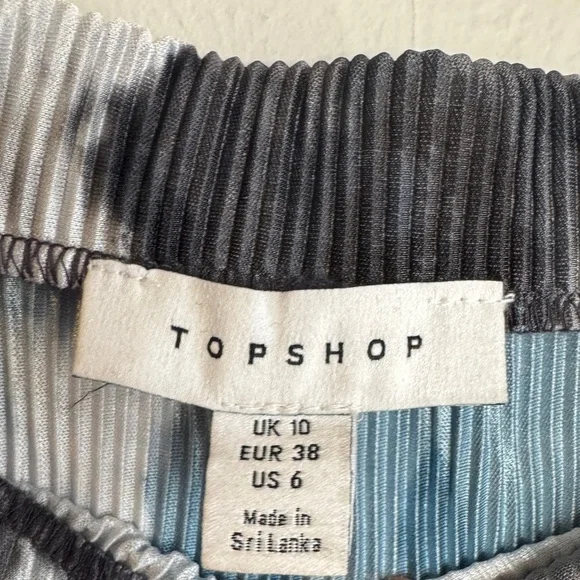 TOPSHOP
UK 10
EUR 38
US 6
Made in
Sri Lanka